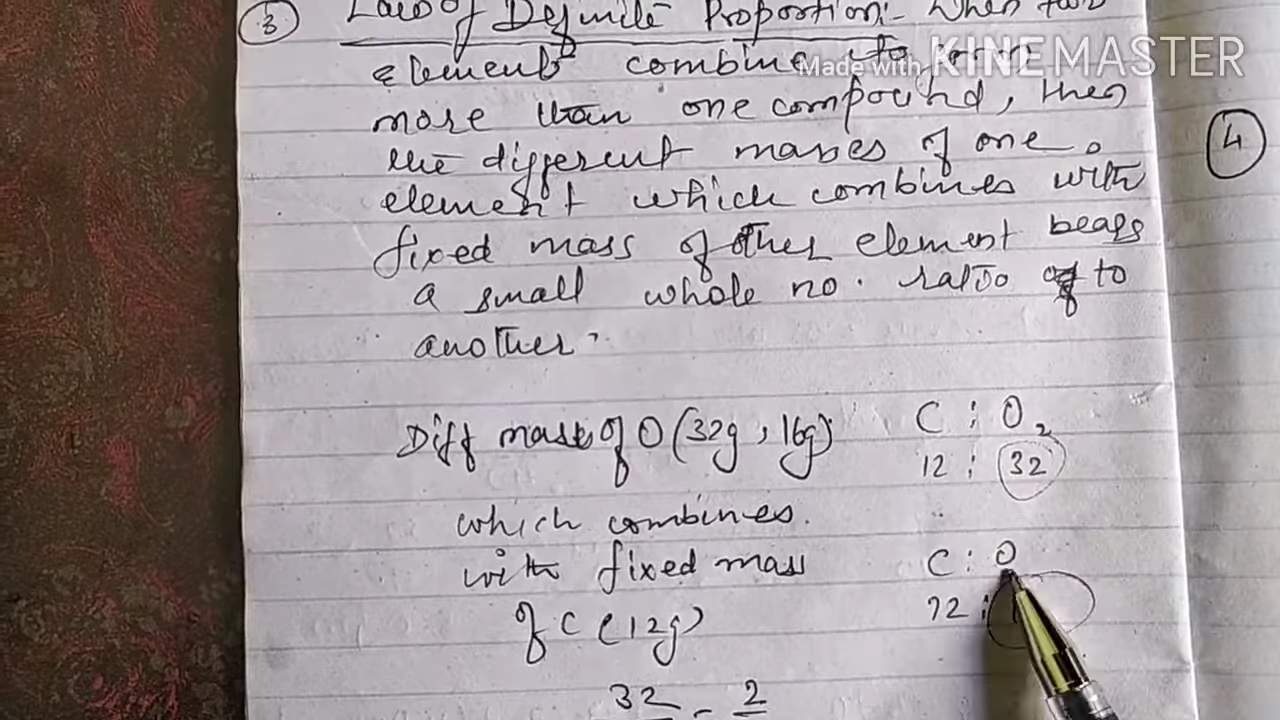 3 Law of Definite Proportion:- When two
elements combine to form
more than one compound, then
the different masses of one
element which combines with
fixed mass of other element bears
a small whole no. ratio to
another.
4
Diff mass of O (32g, 16g) C : O₂
12 : 32
which combines.
with fixed mass C : O
of C (12g) 12 :
32 = 2
Made with KINEMASTER